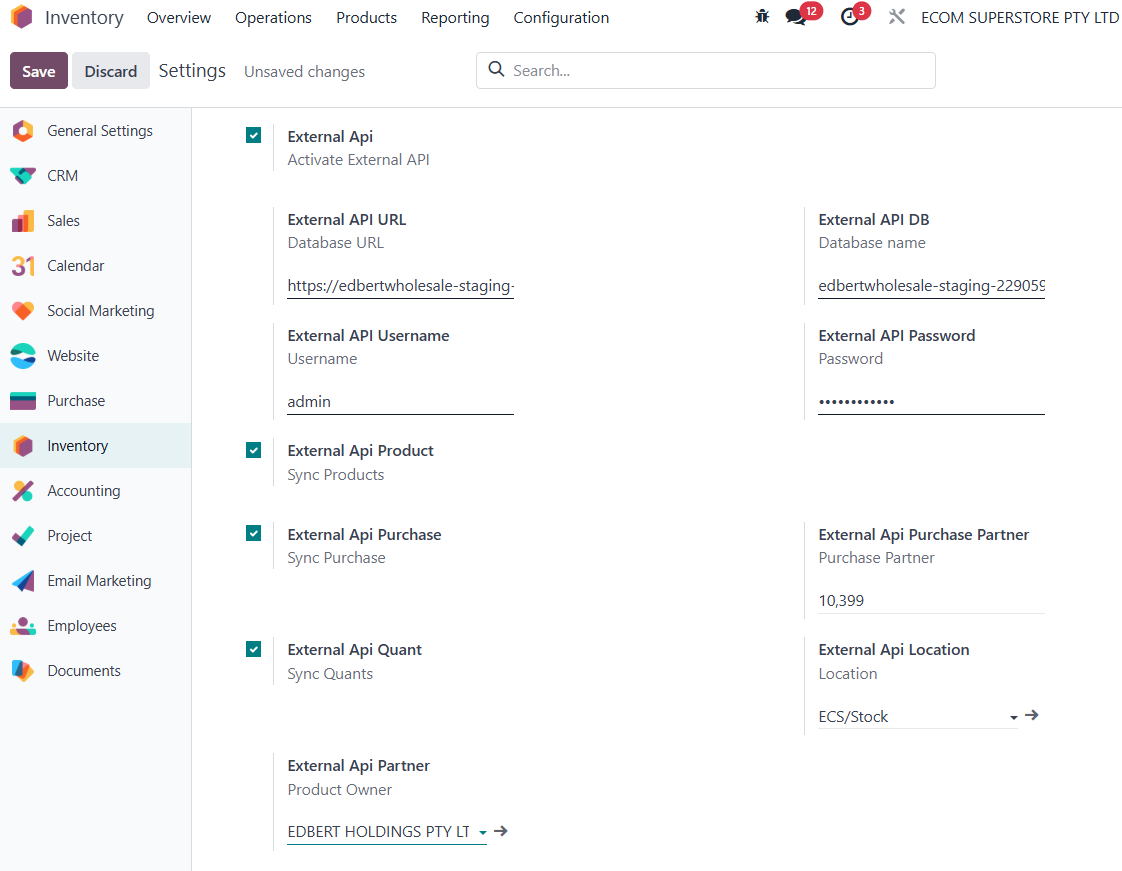 Inventory Overview Operations Products Reporting Configuration 12 3 ECOM SUPERSTORE PTY LTD
Save Discard Settings Unsaved changes Search...
General Settings
CRM
Sales
31 Calendar
Social Marketing
Website
Purchase
Inventory
Accounting
Project
Email Marketing
Employees
Documents
External Api
Activate External API
External API URL
Database URL
https://edbertwholesale-staging-
External API DB
Database name
edbertwholesale-staging-229059
External API Username
Username
admin
External API Password
Password
••••••••••••
External Api Product
Sync Products
External Api Purchase
Sync Purchase
External Api Purchase Partner
Purchase Partner
10,399
External Api Quant
Sync Quants
External Api Location
Location
ECS/Stock
External Api Partner
Product Owner
EDBERT HOLDINGS PTY LT